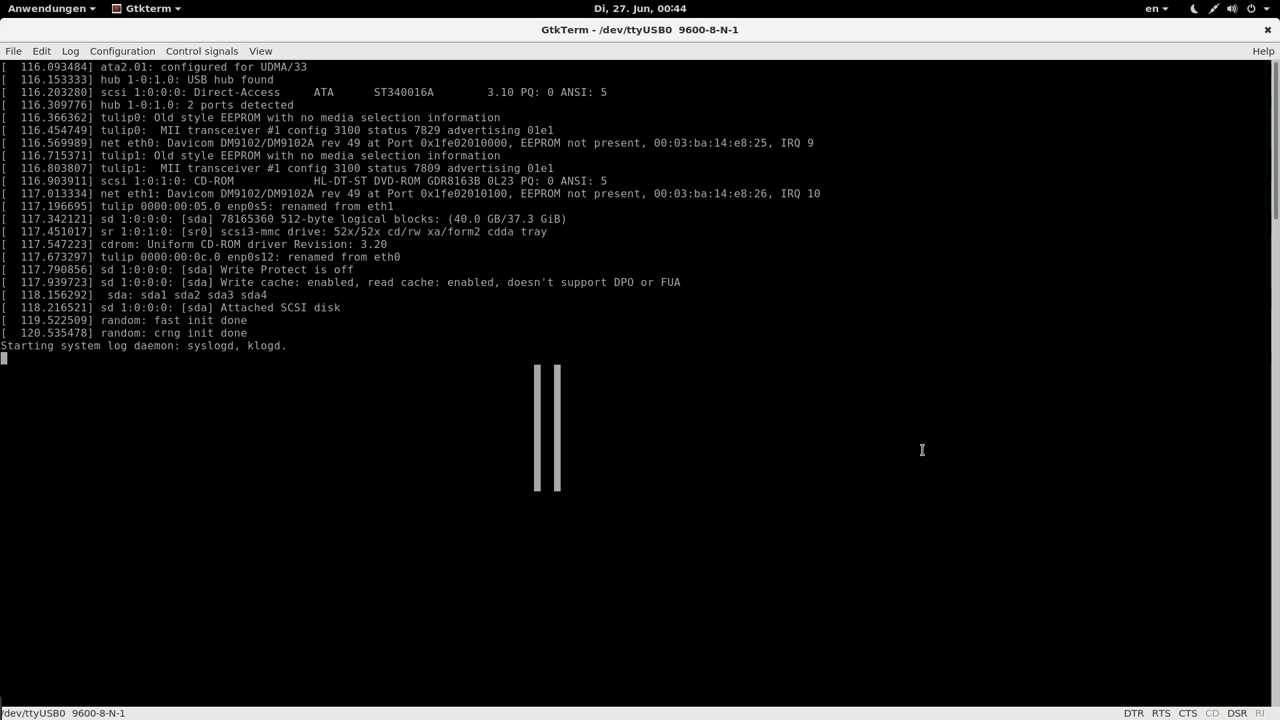 Anwendungen Gtkterm Di, 27. Jun, 00:44 en
GtkTerm - /dev/ttyUSB0 9600-8-N-1
File Edit Log Configuration Control signals View Help
[  116.093484] ata2.01: configured for UDMA/33
[  116.153333] hub 1-0:1.0: USB hub found
[  116.203280] scsi 1:0:0:0: Direct-Access     ATA      ST340016A        3.10 PQ: 0 ANSI: 5
[  116.309776] hub 1-0:1.0: 2 ports detected
[  116.366362] tulip0: Old style EEPROM with no media selection information
[  116.454749] tulip0:  MII transceiver #1 config 3100 status 7829 advertising 01e1
[  116.569989] net eth0: Davicom DM9102/DM9102A rev 49 at Port 0x1fe02010000, EEPROM not present, 00:03:ba:14:e8:25, IRQ 9
[  116.715371] tulip1: Old style EEPROM with no media selection information
[  116.803807] tulip1:  MII transceiver #1 config 3100 status 7809 advertising 01e1
[  116.903911] scsi 1:0:1:0: CD-ROM            HL-DT-ST DVD-ROM GDR8163B 0L23 PQ: 0 ANSI: 5
[  117.013334] net eth1: Davicom DM9102/DM9102A rev 49 at Port 0x1fe02010100, EEPROM not present, 00:03:ba:14:e8:26, IRQ 10
[  117.196695] tulip 0000:00:05.0 enp0s5: renamed from eth1
[  117.342121] sd 1:0:0:0: [sda] 78165360 512-byte logical blocks: (40.0 GB/37.3 GiB)
[  117.451017] sr 1:0:1:0: [sr0] scsi3-mmc drive: 52x/52x cd/rw xa/form2 cdda tray
[  117.547223] cdrom: Uniform CD-ROM driver Revision: 3.20
[  117.673297] tulip 0000:00:0c.0 enp0s12: renamed from eth0
[  117.790856] sd 1:0:0:0: [sda] Write Protect is off
[  117.939723] sd 1:0:0:0: [sda] Write cache: enabled, read cache: enabled, doesn't support DPO or FUA
[  118.156292]  sda: sda1 sda2 sda3 sda4
[  118.216521] sd 1:0:0:0: [sda] Attached SCSI disk
[  119.522509] random: fast init done
[  120.535478] random: crng init done
Starting system log daemon: syslogd, klogd.
/dev/ttyUSB0 9600-8-N-1 DTR RTS CTS CD DSR RI